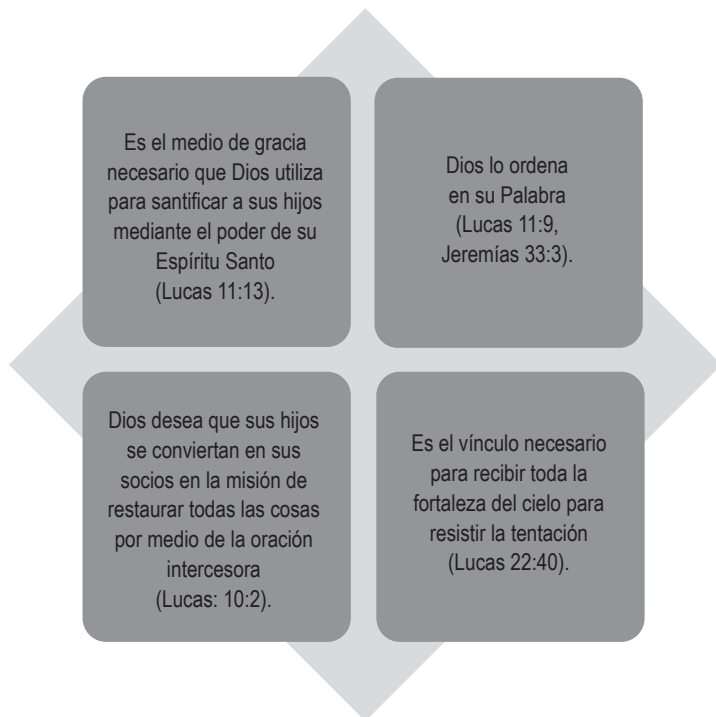 Es el medio de gracia
necesario que Dios utiliza
para santificar a sus hijos
mediante el poder de su
Espíritu Santo
(Lucas 11:13).
Dios lo ordena
en su Palabra
(Lucas 11:9,
Jeremías 33:3).
Dios desea que sus hijos
se conviertan en sus
socios en la misión de
restaurar todas las cosas
por medio de la oración
intercesora
(Lucas: 10:2).
Es el vínculo necesario
para recibir toda la
fortaleza del cielo para
resistir la tentación
(Lucas 22:40).